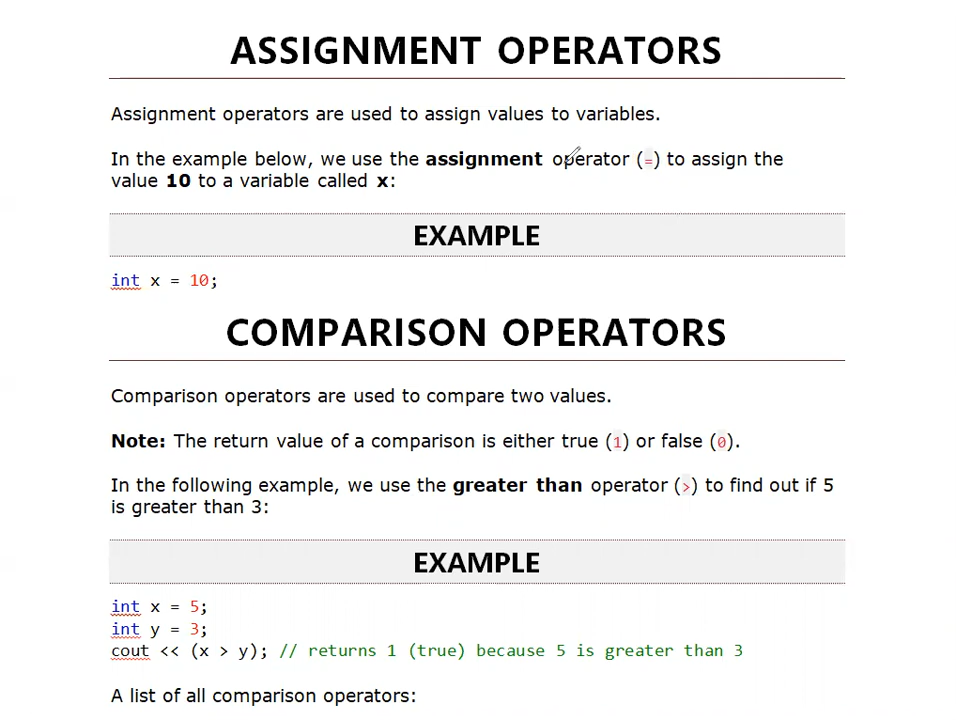 ASSIGNMENT OPERATORS
Assignment operators are used to assign values to variables.
In the example below, we use the assignment operator (=) to assign the
value 10 to a variable called x:
EXAMPLE
int x = 10;
COMPARISON OPERATORS
Comparison operators are used to compare two values.
Note: The return value of a comparison is either true (1) or false (0).
In the following example, we use the greater than operator (>) to find out if 5
is greater than 3:
EXAMPLE
int x = 5;
int y = 3;
cout << (x > y); // returns 1 (true) because 5 is greater than 3
A list of all comparison operators: